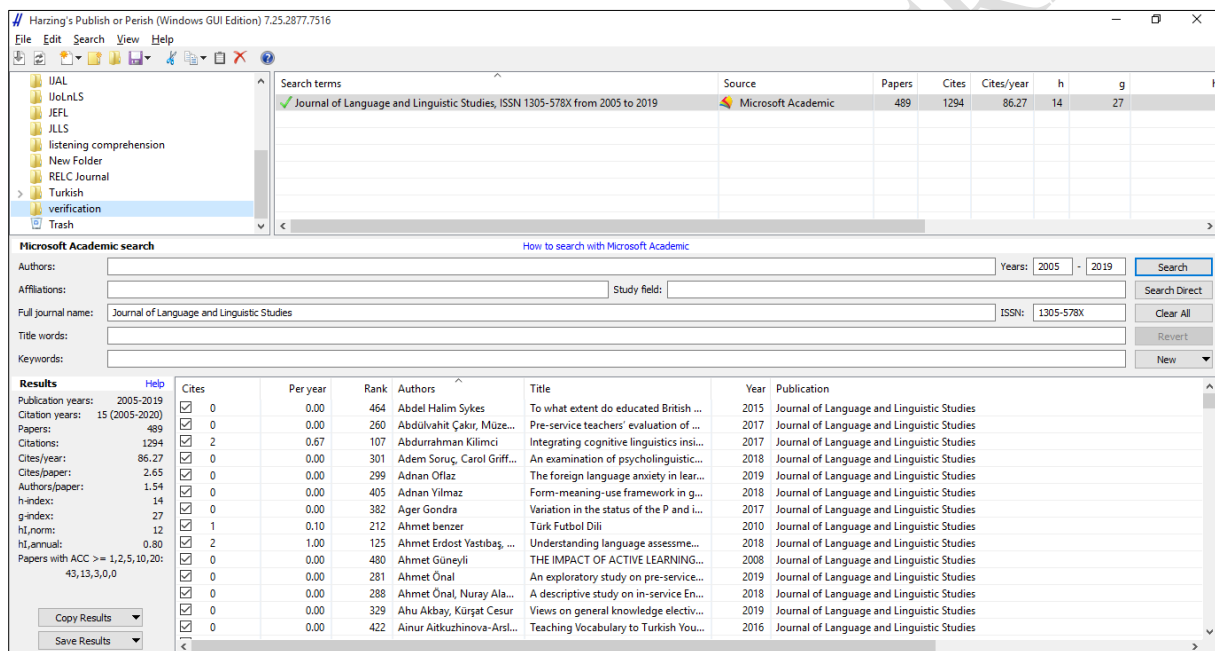 Harzing's Publish or Perish (Windows GUI Edition) 7.25.2877.7516
File Edit Search View Help
IJAL
IJoLnLS
JEFL
JLLS
listening comprehension
New Folder
RELC Journal
Turkish
verification
Trash
Search terms Source Papers Cites Cites/year h g
Journal of Language and Linguistic Studies, ISSN 1305-578X from 2005 to 2019 Microsoft Academic 489 1294 86.27 14 27
Microsoft Academic search How to search with Microsoft Academic
Authors: Years: 2005 - 2019 Search
Affiliations: Study field: Search Direct
Full journal name: Journal of Language and Linguistic Studies ISSN: 1305-578X Clear All
Title words: Revert
Keywords: New
Results Help
Publication years: 2005-2019
Citation years: 15 (2005-2020)
Papers: 489
Citations: 1294
Cites/year: 86.27
Cites/paper: 2.65
Authors/paper: 1.54
h-index: 14
g-index: 27
hI,norm: 12
hI,annual: 0.80
Papers with ACC >= 1,2,5,10,20:
43,13,3,0,0
Copy Results
Save Results
Cites Per year Rank Authors Title Year Publication
0 0.00 464 Abdel Halim Sykes To what extent do educated British ... 2015 Journal of Language and Linguistic Studies
0 0.00 260 Abdülvahit Çakır, Müze... Pre-service teachers' evaluation of ... 2017 Journal of Language and Linguistic Studies
2 0.67 107 Abdurrahman Kilimci Integrating cognitive linguistics insi... 2017 Journal of Language and Linguistic Studies
0 0.00 301 Adem Soruç, Carol Griff... An examination of psycholinguistic... 2018 Journal of Language and Linguistic Studies
0 0.00 299 Adnan Oflaz The foreign language anxiety in lear... 2019 Journal of Language and Linguistic Studies
0 0.00 405 Adnan Yilmaz Form-meaning-use framework in g... 2018 Journal of Language and Linguistic Studies
0 0.00 382 Ager Gondra Variation in the status of the P and i... 2017 Journal of Language and Linguistic Studies
1 0.10 212 Ahmet benzer Türk Futbol Dili 2010 Journal of Language and Linguistic Studies
2 1.00 125 Ahmet Erdost Yastıbaş, ... Understanding language assessme... 2018 Journal of Language and Linguistic Studies
0 0.00 480 Ahmet Güneyli THE IMPACT OF ACTIVE LEARNING... 2008 Journal of Language and Linguistic Studies
0 0.00 281 Ahmet Önal An exploratory study on pre-service... 2019 Journal of Language and Linguistic Studies
0 0.00 288 Ahmet Önal, Nuray Ala... A descriptive study on in-service En... 2018 Journal of Language and Linguistic Studies
0 0.00 329 Ahu Akbay, Kürşat Cesur Views on general knowledge electiv... 2019 Journal of Language and Linguistic Studies
0 0.00 422 Ainur Aitkuzhinova-Arsl... Teaching Vocabulary to Turkish You... 2016 Journal of Language and Linguistic Studies